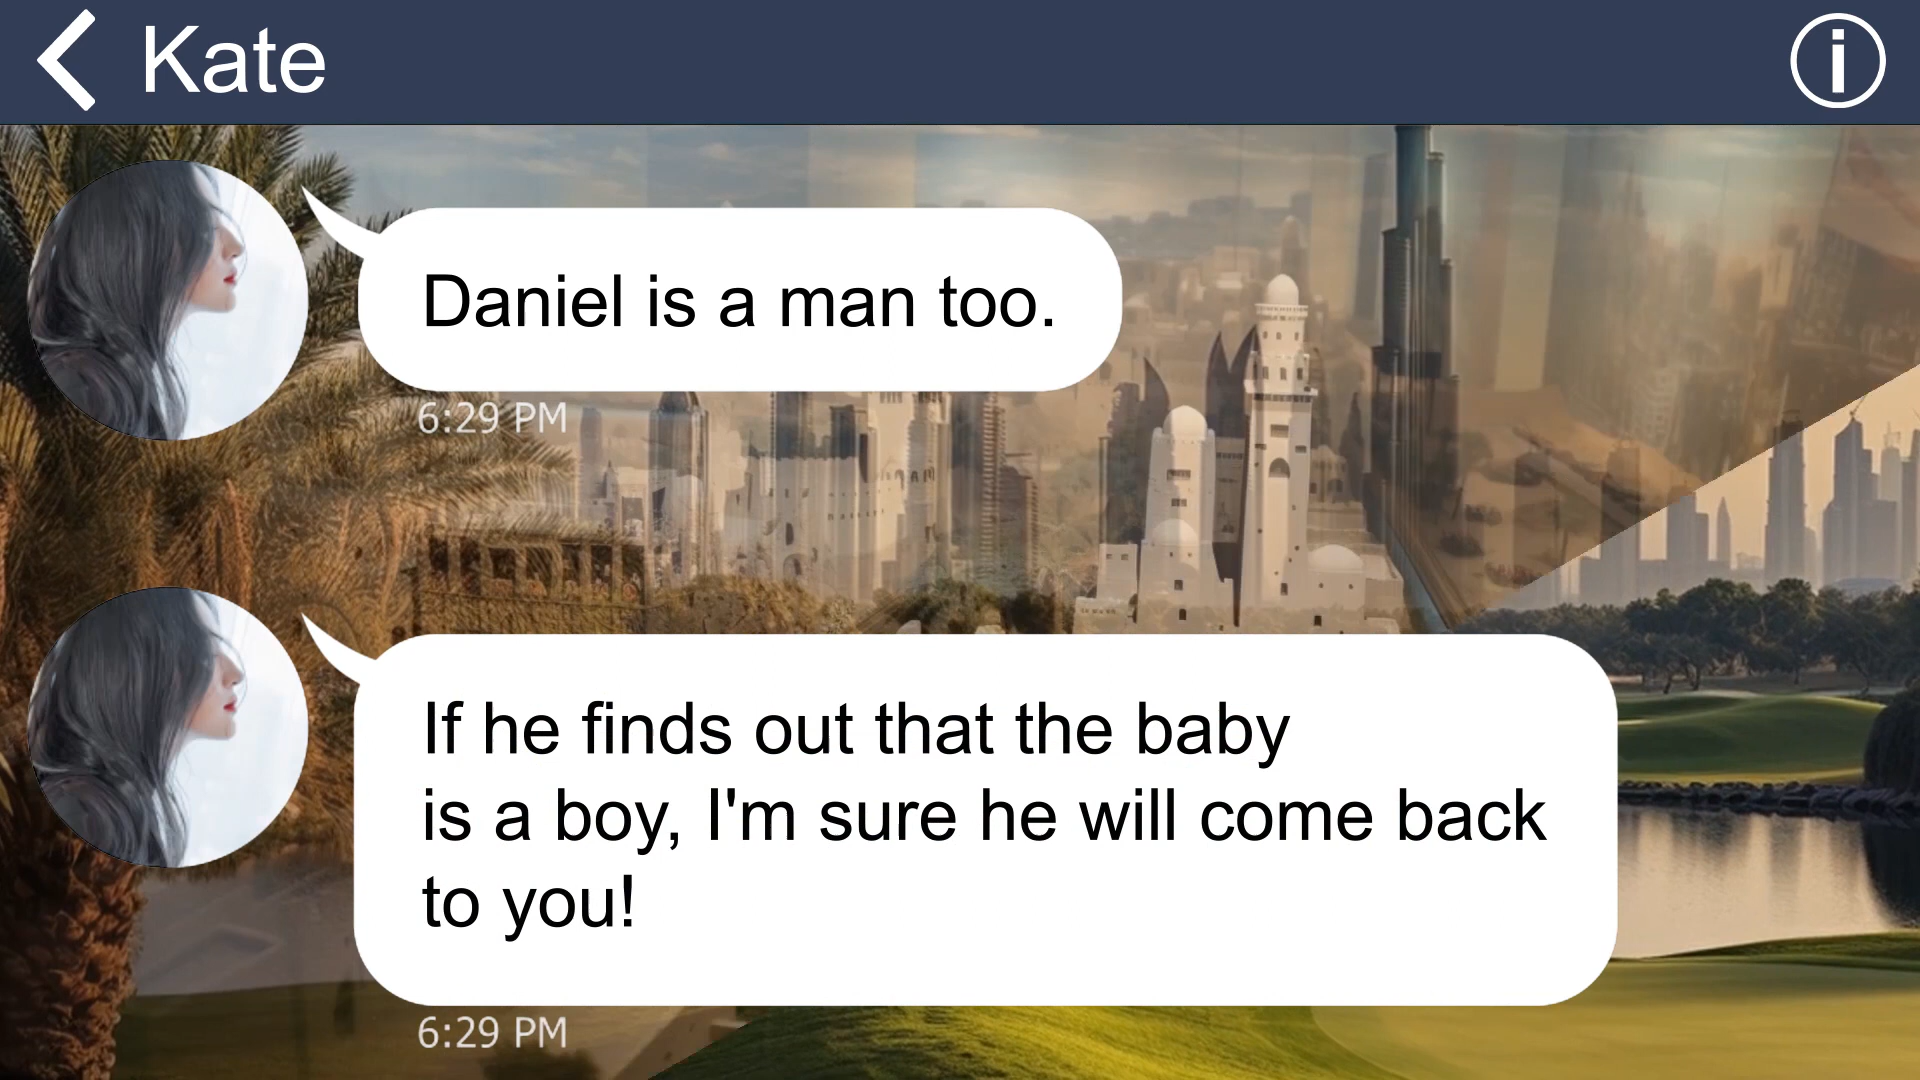 Kate
Daniel is a man too.
6:29 PM
If he finds out that the baby
is a boy, I'm sure he will come back
to you!
6:29 PM